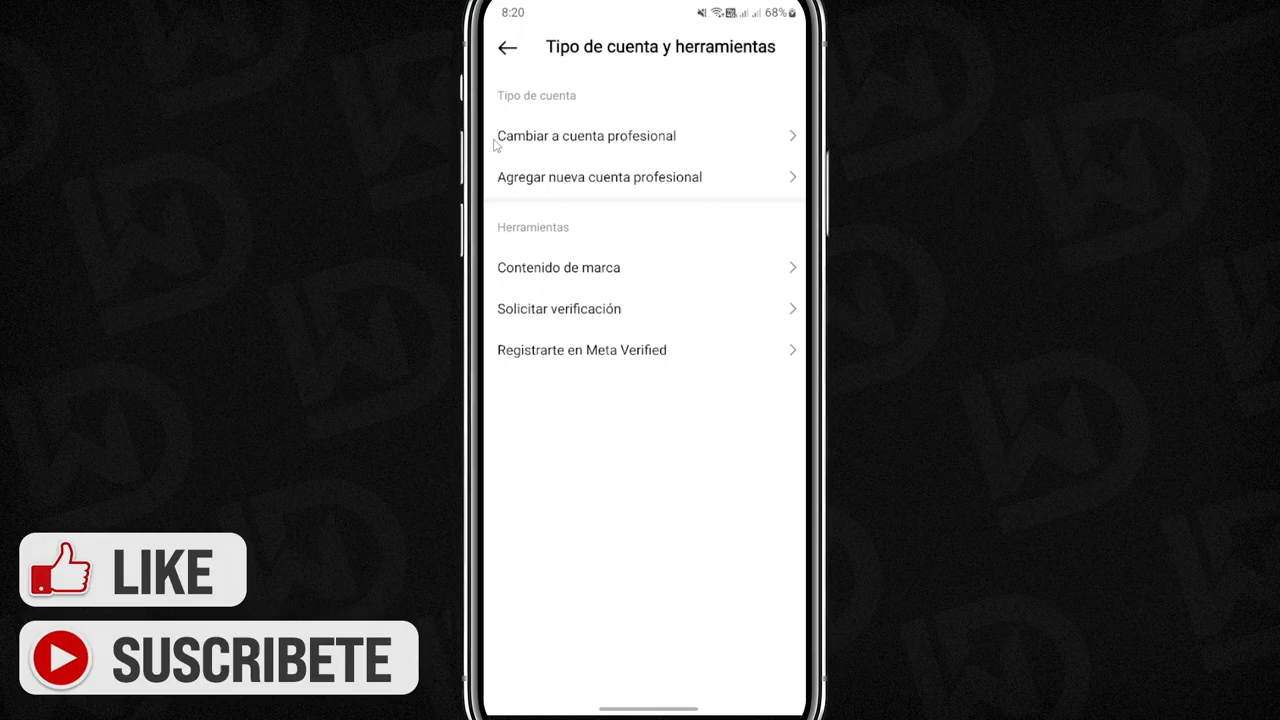 8:20
68%
Tipo de cuenta y herramientas
Tipo de cuenta
Cambiar a cuenta profesional
Agregar nueva cuenta profesional
Herramientas
Contenido de marca
Solicitar verificación
Registrarte en Meta Verified
LIKE
SUSCRIBETE